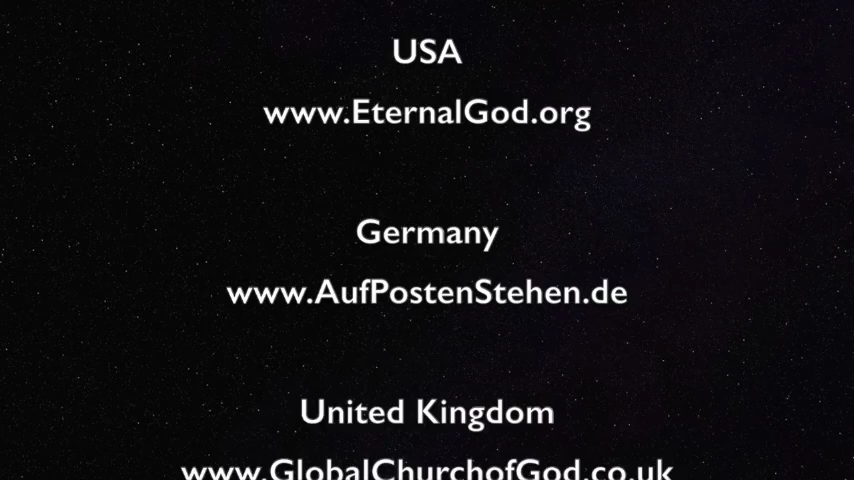 USA
www.EternalGod.org
Germany
www.AufPostenStehen.de
United Kingdom
www.GlobalChurchofGod.co.uk